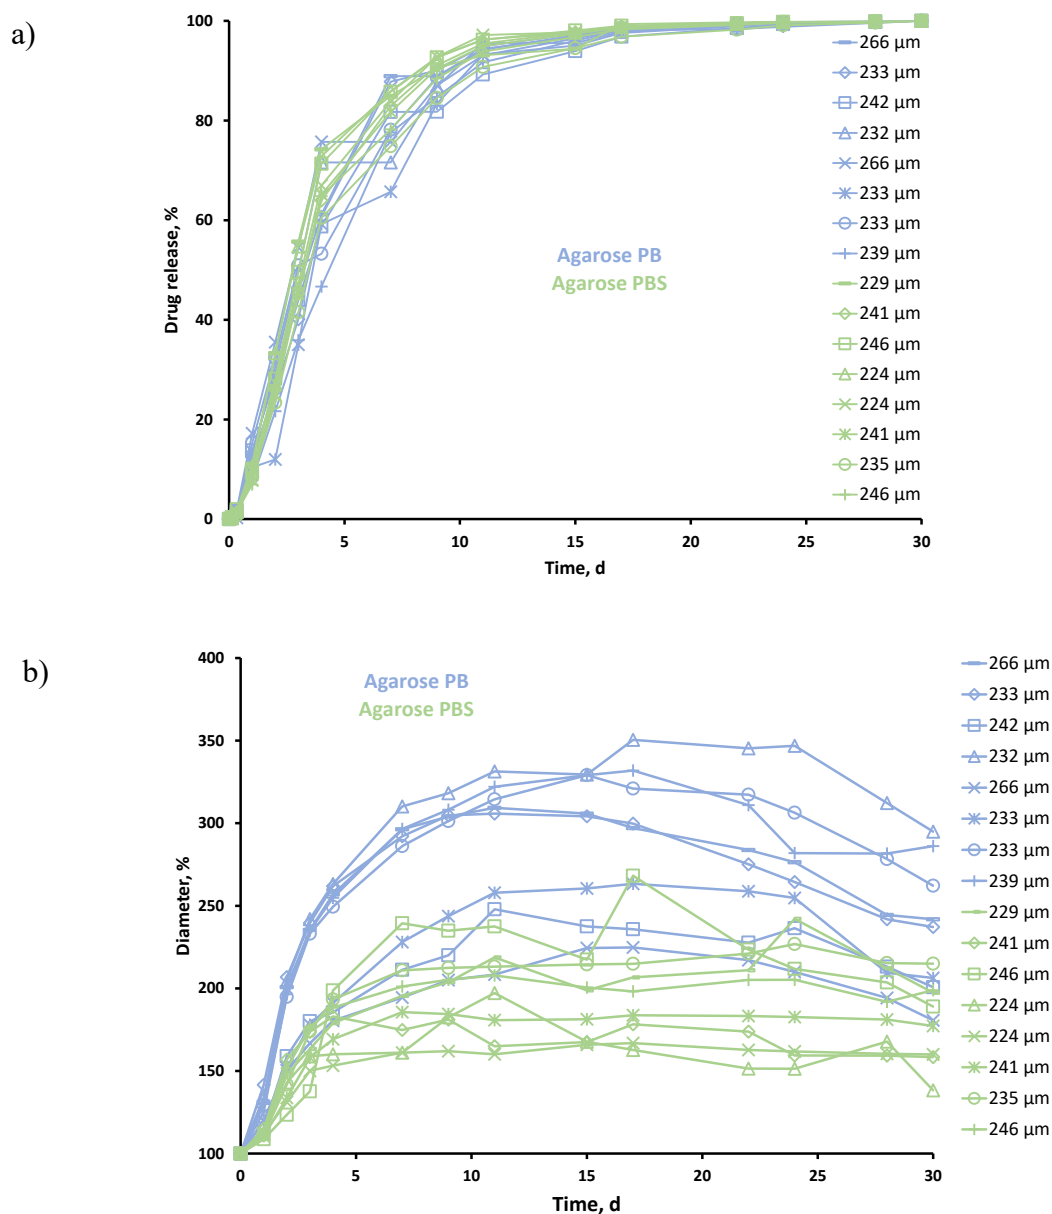 a)
100
80
60
40
20
0
Drug release, %
0 5 10 15 20 25 30
Time, d
Agarose PB
Agarose PBS
266 µm
233 µm
242 µm
232 µm
266 µm
233 µm
233 µm
239 µm
229 µm
241 µm
246 µm
224 µm
224 µm
241 µm
235 µm
246 µm
b)
400
350
300
250
200
150
100
Diameter, %
0 5 10 15 20 25 30
Time, d
Agarose PB
Agarose PBS
266 µm
233 µm
242 µm
232 µm
266 µm
233 µm
233 µm
239 µm
229 µm
241 µm
246 µm
224 µm
224 µm
241 µm
235 µm
246 µm